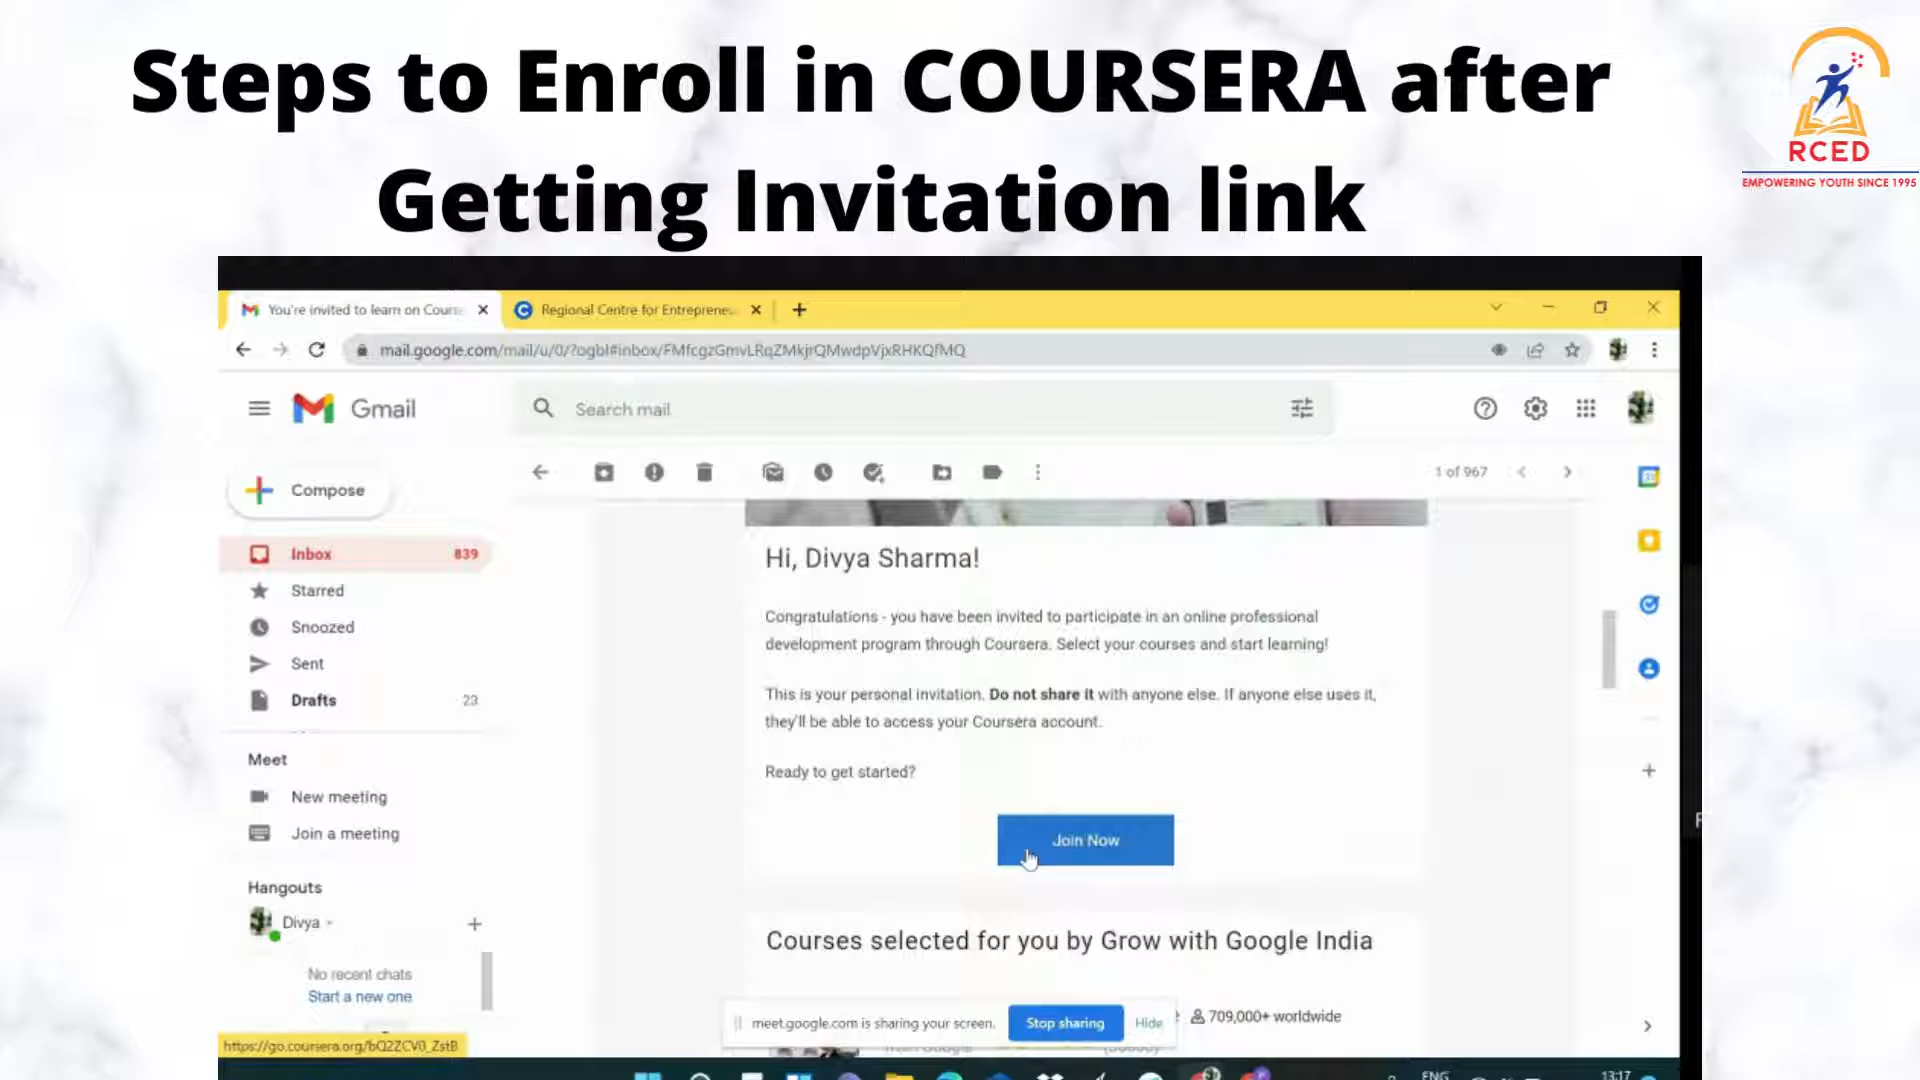 Steps to Enroll in COURSERA after
Getting Invitation link
RCED
EMPOWERING YOUTH SINCE 1995
You're invited to learn on Course
Regional Centre for Entrepreneu
mail.google.com/mail/u/0/?ogbl#inbox/FMfcgzGmvLRqZMkjrQMwdpVjxRHKQfMQ
Gmail
Search mail
Compose
1 of 967
Inbox 839
Starred
Snoozed
Sent
Drafts 23
Meet
New meeting
Join a meeting
Hangouts
Divya
No recent chats
Start a new one
Hi, Divya Sharma!
Congratulations - you have been invited to participate in an online professional
development program through Coursera. Select your courses and start learning!
This is your personal invitation. Do not share it with anyone else. If anyone else uses it,
they'll be able to access your Coursera account.
Ready to get started?
Join Now
Courses selected for you by Grow with Google India
709,000+ worldwide
meet.google.com is sharing your screen. Stop sharing Hide
https://go.coursera.org/bQ2ZCV0_ZstB
ENG
13:17